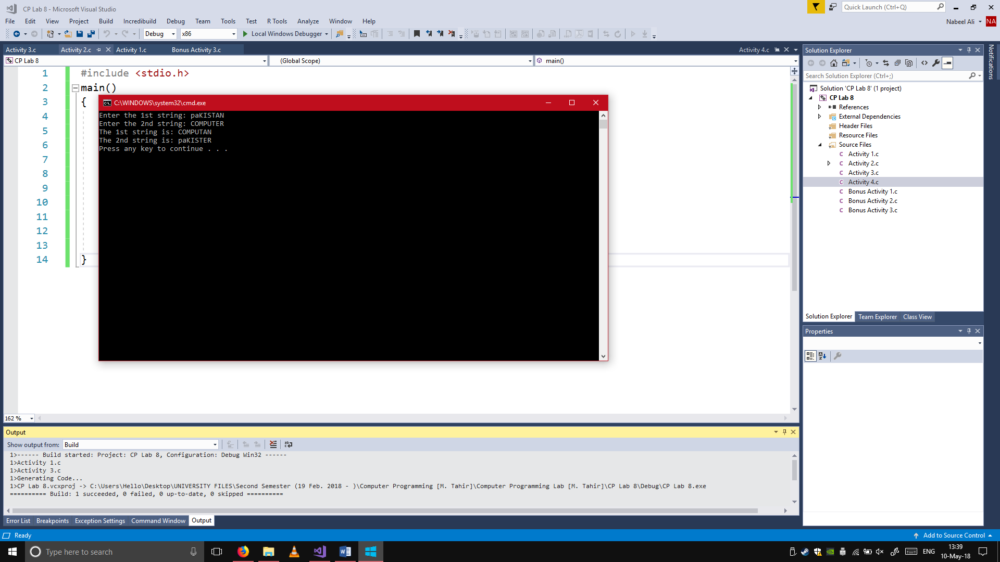 CP Lab 8 - Microsoft Visual Studio
Quick Launch (Ctrl+Q)
File Edit View Project Build Incredibuild Debug Team Tools Test R Tools Analyze Window Help
Nabeel Ali NA
Debug x86 Local Windows Debugger
Activity 3.c Activity 2.c Activity 1.c Bonus Activity 3.c Activity 4.c
CP Lab 8 (Global Scope) main()
1 #include <stdio.h>
2 main()
3 {
4
5
6
7
8
9
10
11
12
13
14 }
C:\WINDOWS\system32\cmd.exe
Enter the 1st string: paKISTAN
Enter the 2nd string: COMPUTER
The 1st string is: COMPUTAN
The 2nd string is: paKISTER
Press any key to continue . . .
162 %
Output
Show output from: Build
1>------ Build started: Project: CP Lab 8, Configuration: Debug Win32 ------
1>Activity 1.c
1>Activity 3.c
1>Generating Code...
1>CP Lab 8.vcxproj -> C:\Users\Hello\Desktop\UNIVERSITY FILES\Second Semester (19 Feb. 2018 - )\Computer Programming [M. Tahir]\Computer Programming Lab [M. Tahir]\CP Lab 8\Debug\CP Lab 8.exe
========== Build: 1 succeeded, 0 failed, 0 up-to-date, 0 skipped ==========
Error List Breakpoints Exception Settings Command Window Output
Solution Explorer
Search Solution Explorer (Ctrl+;)
Solution 'CP Lab 8' (1 project)
CP Lab 8
References
External Dependencies
Header Files
Resource Files
Source Files
Activity 1.c
Activity 2.c
Activity 3.c
Activity 4.c
Bonus Activity 1.c
Bonus Activity 2.c
Bonus Activity 3.c
Solution Explorer Team Explorer Class View
Properties
Notifications
Ready
Add to Source Control
Type here to search
ENG
13:39
10-May-18